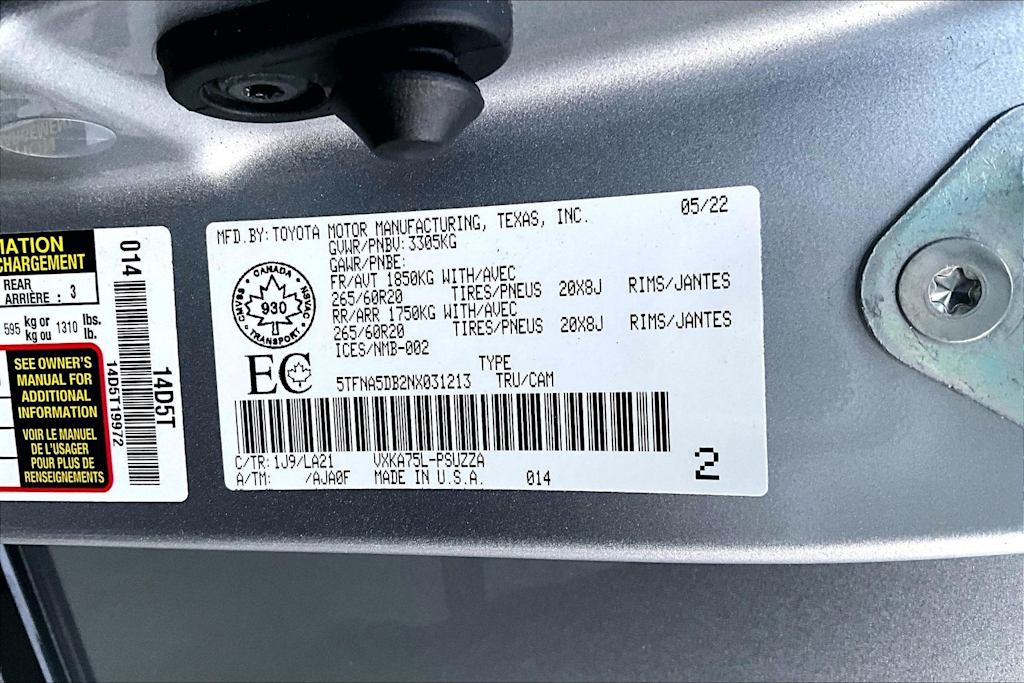 MATION
CHARGEMENT
REAR
ARRIÈRE : 3
595 kg or 1310 lbs.
kg ou lb.
SEE OWNER'S
MANUAL FOR
ADDITIONAL
INFORMATION
VOIR LE MANUEL
DE L'USAGER
POUR PLUS DE
RENSEIGNEMENTS
014
14D5T
14D5T19972
MFD.BY: TOYOTA MOTOR MANUFACTURING, TEXAS, INC. 05/22
GVWR/PNBV: 3305KG
GAWR/PNBE:
FR/AVT 1850KG WITH/AVEC
265/60R20 TIRES/PNEUS 20X8J RIMS/JANTES
RR/ARR 1750KG WITH/AVEC
265/60R20 TIRES/PNEUS 20X8J RIMS/JANTES
ICES/NMB-002
CANADA
930
TRANSPORT
EC
TYPE
5TFNA5DB2NX031213 TRU/CAM
C/TR: 1J9/LA21 VXKA75L-PSUZZA
A/TM: /AJA0F MADE IN U.S.A. 014
2